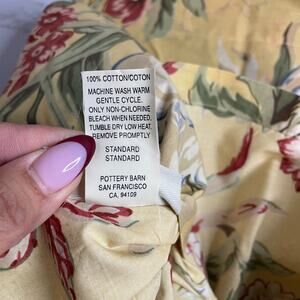 100% COTTON/COTON
MACHINE WASH WARM
GENTLE CYCLE.
ONLY NON-CHLORINE
BLEACH WHEN NEEDED.
TUMBLE DRY LOW HEAT.
REMOVE PROMPTLY
STANDARD
STANDARD
POTTERY BARN
SAN FRANCISCO
CA, 94109